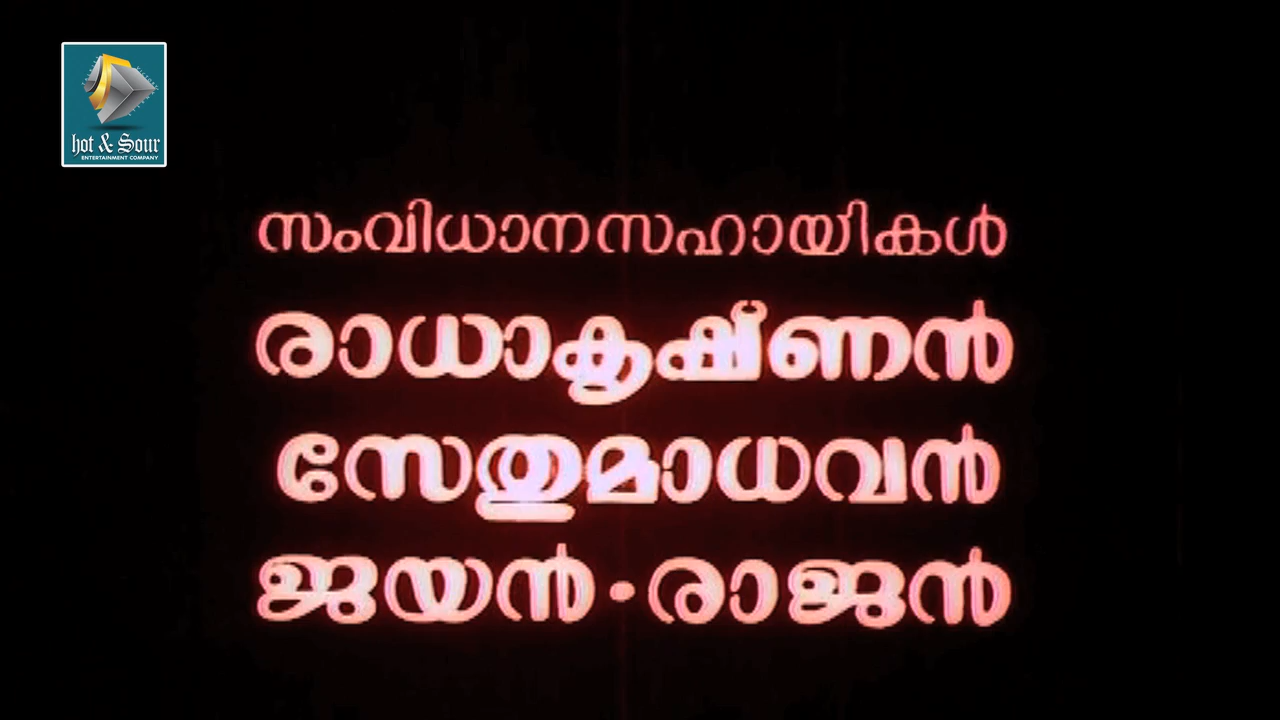 hot & Sour
ENTERTAINMENT COMPANY
സംവിധാനസഹായികൾ
രാധാകൃഷ്ണൻ
സേതുമാധവൻ
ജയൻ • രാജൻ